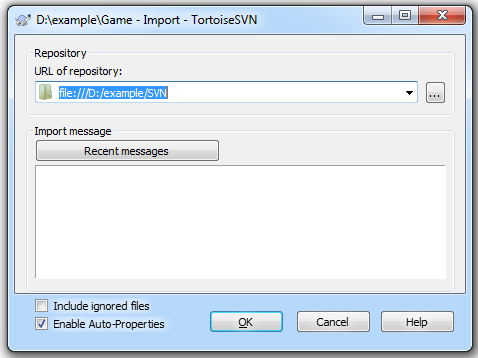 D:\example\Game - Import - TortoiseSVN
Repository
URL of repository:
file:///D:/example/SVN
...
Import message
Recent messages
Include ignored files
Enable Auto-Properties
OK
Cancel
Help